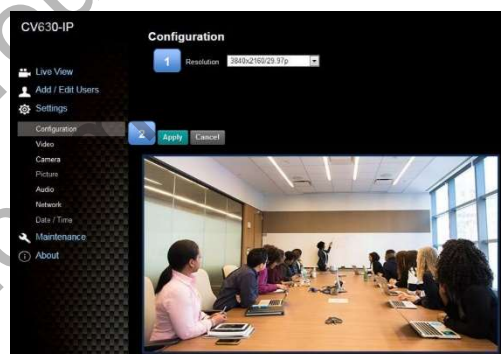 CV630-IP
Configuration
1 Resolution 3840x2160/29.97p
Live View
Add / Edit Users
Settings
Configuration
2 Apply Cancel
Video
Camera
Picture
Audio
Network
Date / Time
Maintenance
About